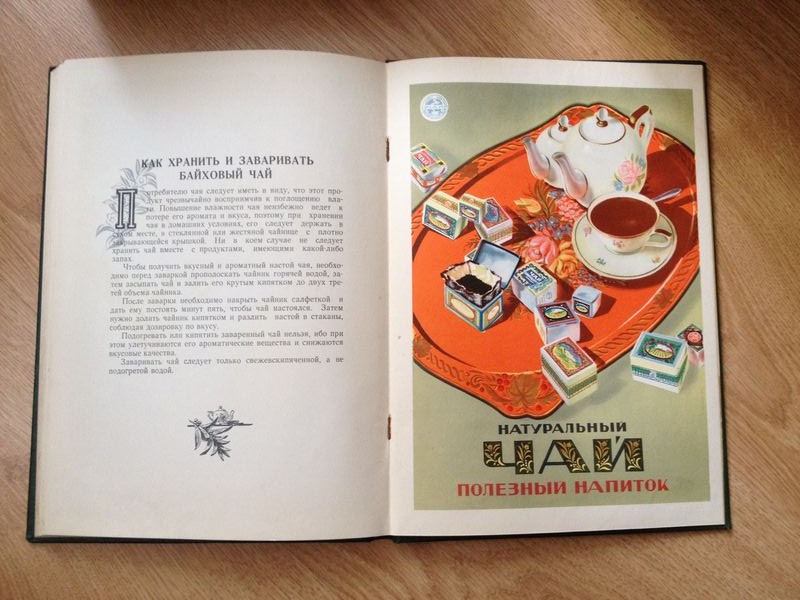 КАК ХРАНИТЬ И ЗАВАРИВАТЬ
БАЙХОВЫЙ ЧАЙ
Потребителю чая следует иметь в виду, что этот про-
дукт чрезвычайно восприимчив к поглощению вла-
ги. Повышение влажности чая неизбежно ведет к
потере его аромата и вкуса, поэтому при хранении
чая в домашних условиях, его следует держать в
сухом месте, в стеклянной или жестяной чайнице с плотно
закрывающейся крышкой. Ни в коем случае не следует
хранить чай вместе с продуктами, имеющими какой-либо
запах.
Чтобы получить вкусный и ароматный настой чая, необхо-
димо перед заваркой прополоскать чайник горячей водой, за-
тем засыпать чай и залить его крутым кипятком до двух тре-
тей объема чайника.
После заварки необходимо накрыть чайник салфеткой и
дать ему постоять минут пять, чтобы чай настоялся. Затем
нужно долить чайник кипятком и разлить настой в стаканы,
соблюдая дозировку по вкусу.
Подогревать или кипятить заваренный чай нельзя, ибо при
этом улетучиваются его ароматические вещества и снижаются
вкусовые качества.
Заваривать чай следует только свежевскипяченной, а не
подогретой водой.
НАТУРАЛЬНЫЙ
ЧАЙ
ПОЛЕЗНЫЙ НАПИТОК